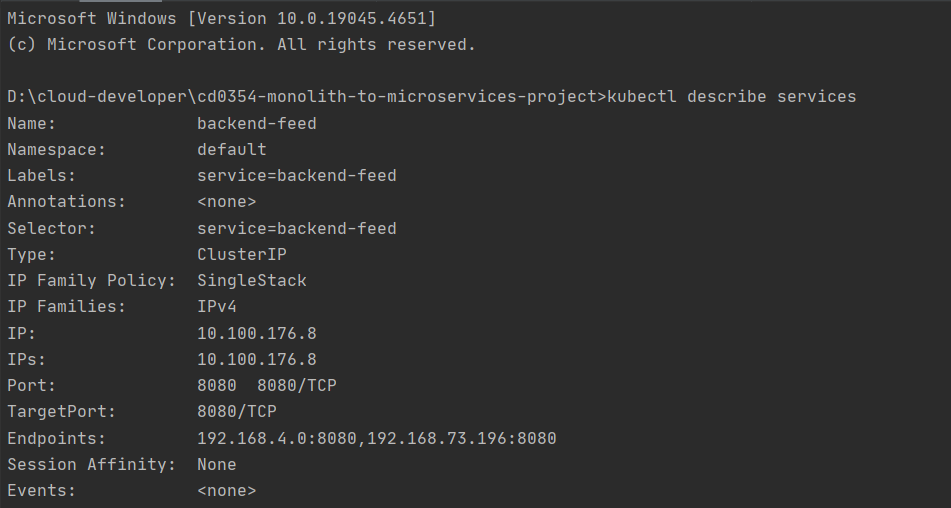 Microsoft Windows [Version 10.0.19045.4651]
(c) Microsoft Corporation. All rights reserved.
D:\cloud-developer\cd0354-monolith-to-microservices-project>kubectl describe services
Name:              backend-feed
Namespace:         default
Labels:            service=backend-feed
Annotations:       <none>
Selector:          service=backend-feed
Type:              ClusterIP
IP Family Policy:  SingleStack
IP Families:       IPv4
IP:                10.100.176.8
IPs:               10.100.176.8
Port:              8080  8080/TCP
TargetPort:        8080/TCP
Endpoints:         192.168.4.0:8080,192.168.73.196:8080
Session Affinity:  None
Events:            <none>